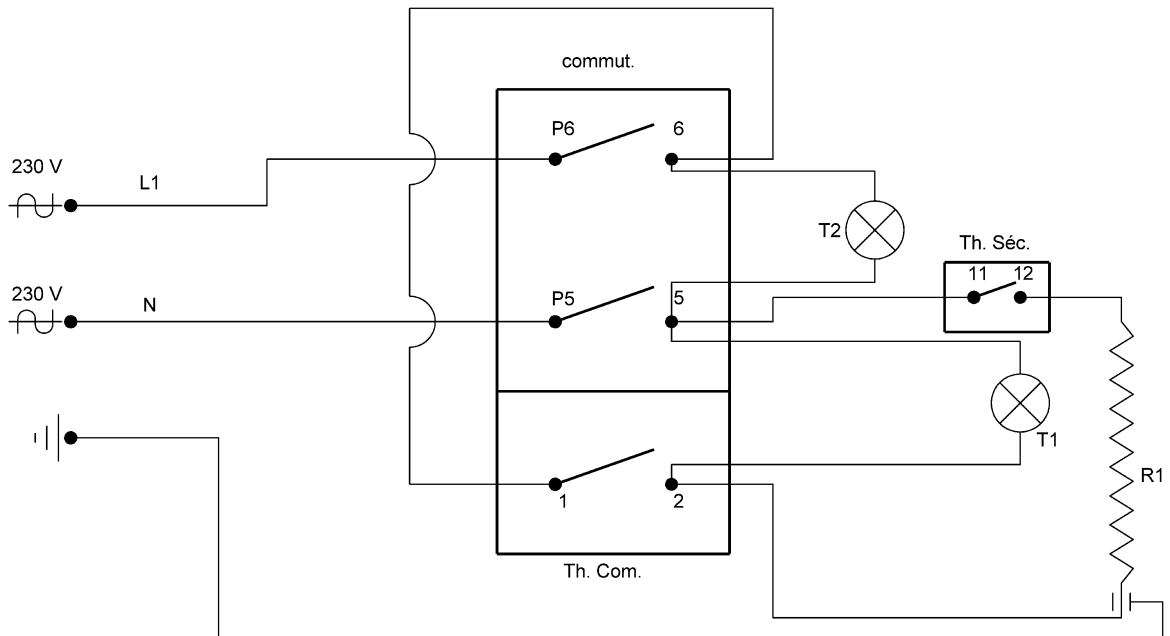 commut.
P6
6
230 V
L1
T2
Th. Séc.
11
12
230 V
N
P5
5
T1
R1
1
2
Th. Com.